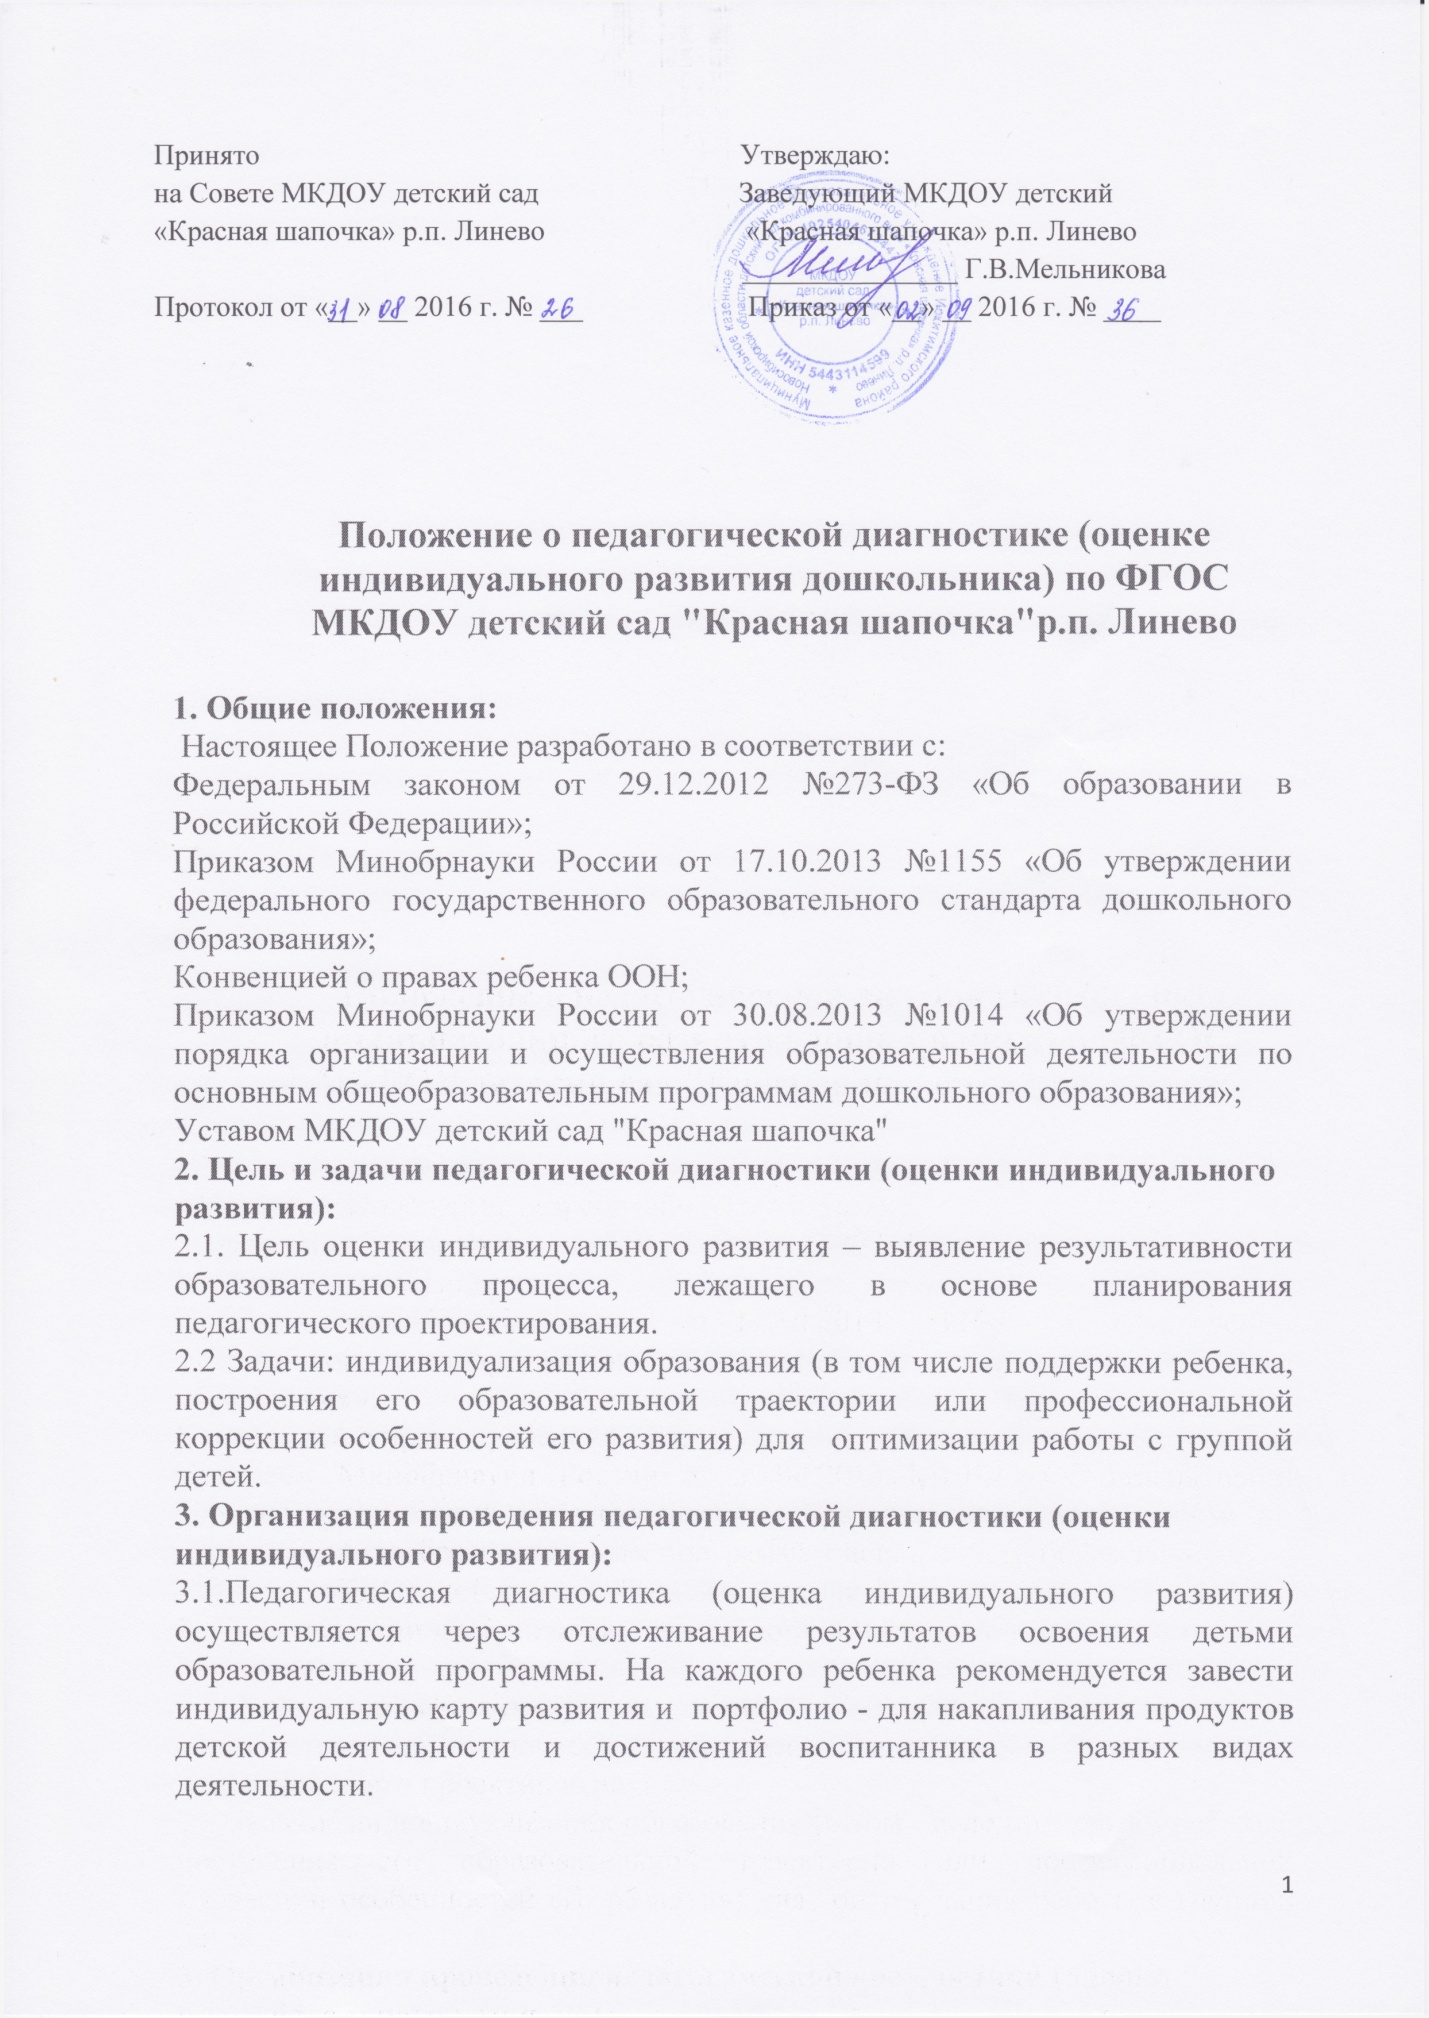 Принято
на Совете МКДОУ детский сад
«Красная шапочка» р.п. Линево
Протокол от «31» 08 2016 г. № 26
Утверждаю:
Заведующий МКДОУ детский
«Красная шапочка» р.п. Линево
Г.В.Мельникова
Приказ от «02» 09 2016 г. № 36
МКДОУ
детский сад
р.п. Линево
ИНН 5443114599
Положение о педагогической диагностике (оценке
индивидуального развития дошкольника) по ФГОС
МКДОУ детский сад "Красная шапочка"р.п. Линево
1. Общие положения:
Настоящее Положение разработано в соответствии с:
Федеральным законом от 29.12.2012 №273-ФЗ «Об образовании в
Российской Федерации»;
Приказом Минобрнауки России от 17.10.2013 №1155 «Об утверждении
федерального государственного образовательного стандарта дошкольного
образования»;
Конвенцией о правах ребенка ООН;
Приказом Минобрнауки России от 30.08.2013 №1014 «Об утверждении
порядка организации и осуществления образовательной деятельности по
основным общеобразовательным программам дошкольного образования»;
Уставом МКДОУ детский сад "Красная шапочка"
2. Цель и задачи педагогической диагностики (оценки индивидуального
развития):
2.1. Цель оценки индивидуального развития – выявление результативности
образовательного процесса, лежащего в основе планирования
педагогического проектирования.
2.2 Задачи: индивидуализация образования (в том числе поддержки ребенка,
построения его образовательной траектории или профессиональной
коррекции особенностей его развития) для оптимизации работы с группой
детей.
3. Организация проведения педагогической диагностики (оценки
индивидуального развития):
3.1.Педагогическая диагностика (оценка индивидуального развития)
осуществляется через отслеживание результатов освоения детьми
образовательной программы. На каждого ребенка рекомендуется завести
индивидуальную карту развития и портфолио - для накапливания продуктов
детской деятельности и достижений воспитанника в разных видах
деятельности.
1